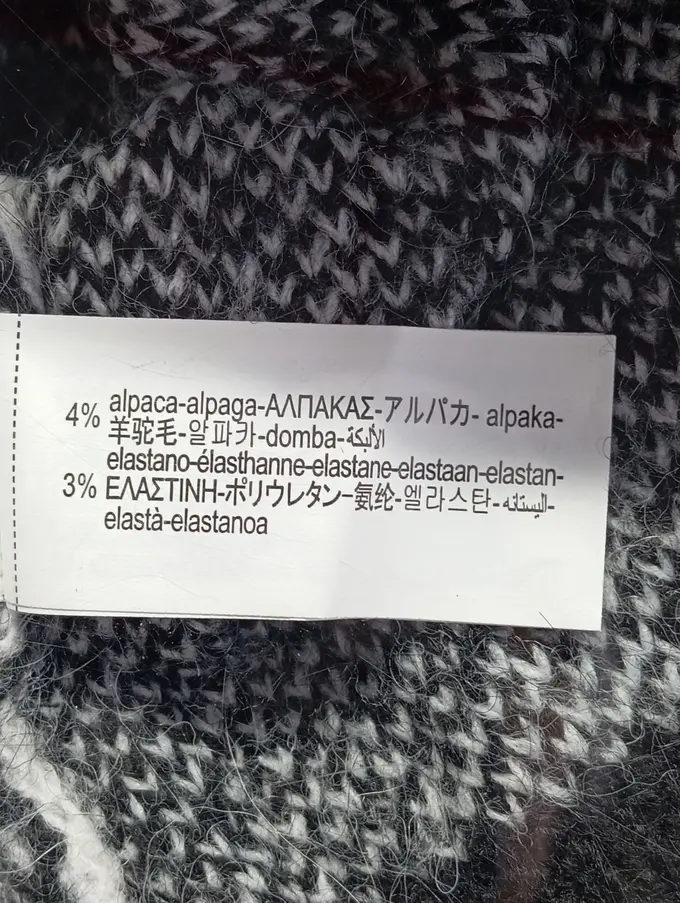 4% alpaca-alpaga-ΑΛΠΑΚΑΣ-アルパカ- alpaka-
羊驼毛-알파카-domba-الألبكة
elastano-élasthanne-elastane-elastaan-elastan-
3% ΕΛΑΣΤΙΝΗ-ポリウレタン-氨纶-엘라스탄-اليستانه-
elastà-elastanoa